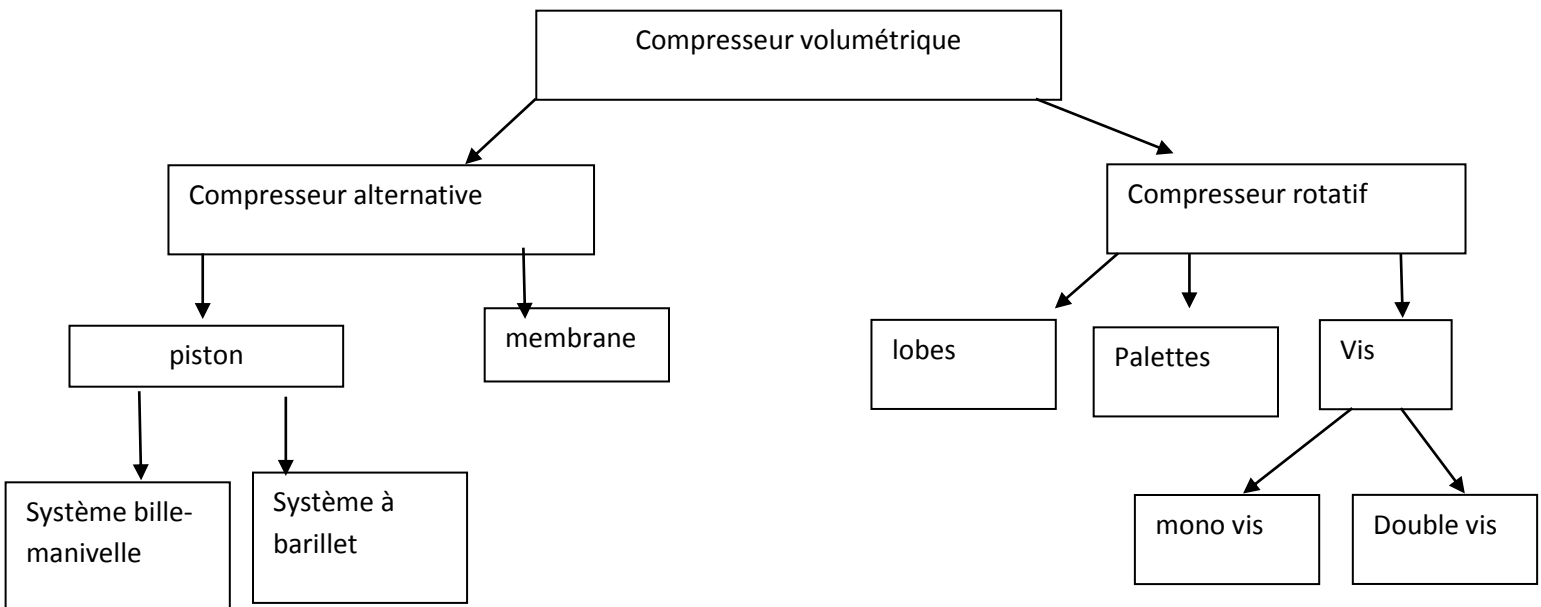 Compresseur volumétrique
Compresseur alternative
Compresseur rotatif
piston
membrane
lobes
Palettes
Vis
Système bille-
manivelle
Système à
barillet
mono vis
Double vis